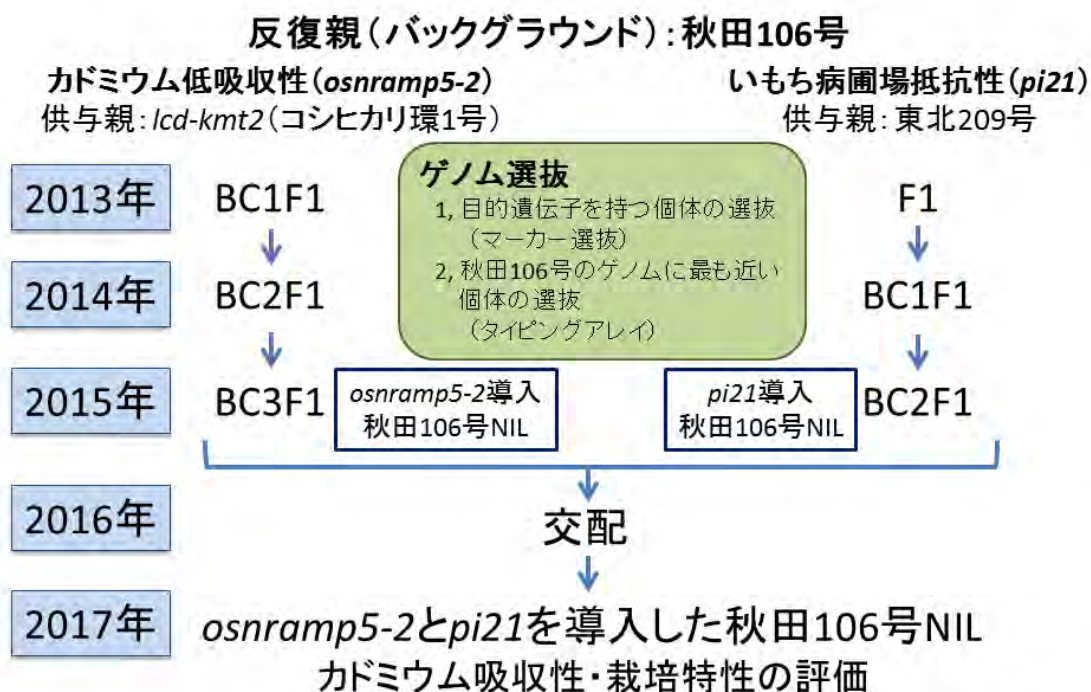 反復親（バックグラウンド）：秋田106号
カドミウム低吸収性（osnramp5-2）
供与親：lcd-kmt2（コシヒカリ環1号）
いもち病圃場抵抗性（pi21）
供与親：東北209号
ゲノム選抜
1, 目的遺伝子を持つ個体の選抜
（マーカー選抜）
2, 秋田106号のゲノムに最も近い
個体の選抜
（タイピングアレイ）
2013年
BC1F1
F1
2014年
BC2F1
BC1F1
2015年
BC3F1
osnramp5-2導入
秋田106号NIL
pi21導入
秋田106号NIL
BC2F1
2016年
交配
2017年
osnramp5-2とpi21を導入した秋田106号NIL
カドミウム吸収性・栽培特性の評価